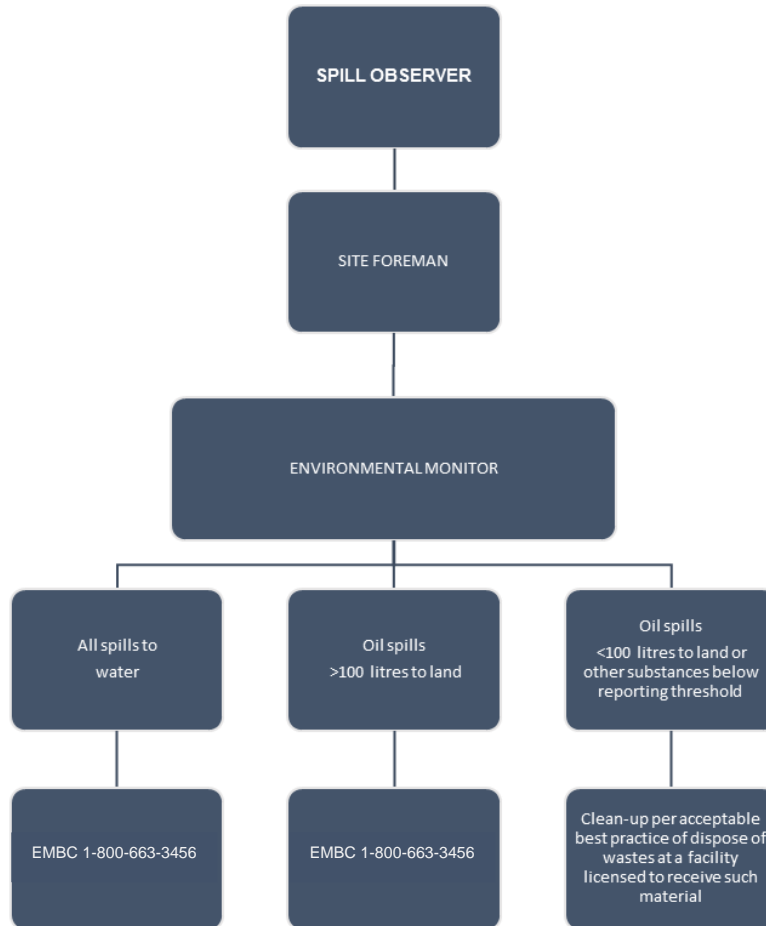 SPILL OBSERVER
SITE FOREMAN
ENVIRONMENTAL MONITOR
All spills to
water
Oil spills
>100 litres to land
Oil spills
<100 litres to land or
other substances below
reporting threshold
EMBC 1-800-663-3456
EMBC 1-800-663-3456
Clean-up per acceptable
best practice of dispose of
wastes at a facility
licensed to receive such
material